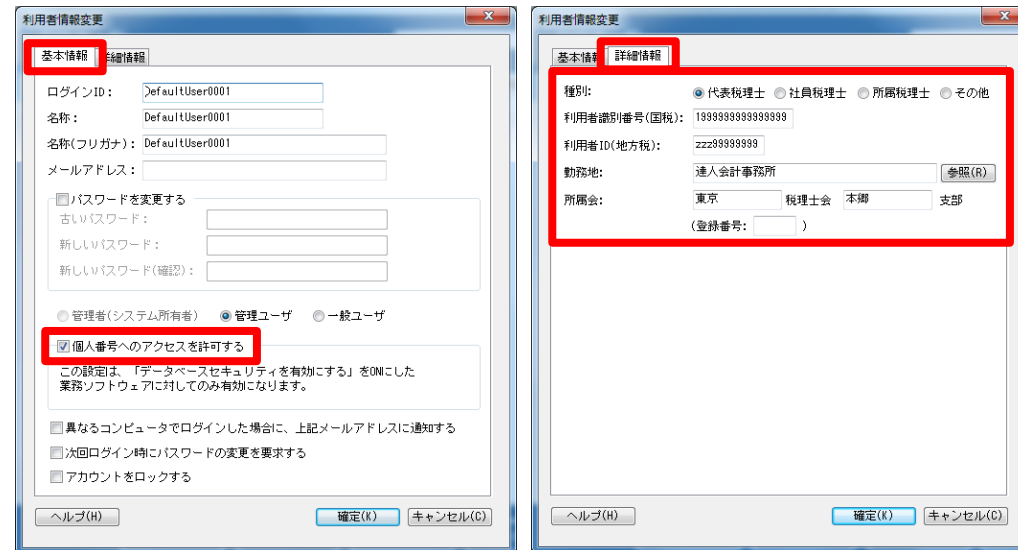 利用者情報変更
基本情報 詳細情報
ログインID: DefaultUser0001
名称: DefaultUser0001
名称(フリガナ): DefaultUser0001
メールアドレス:
パスワードを変更する
古いパスワード:
新しいパスワード:
新しいパスワード(確認):
管理者(システム所有者) 管理ユーザ 一般ユーザ
個人番号へのアクセスを許可する
この設定は、「データベースセキュリティを有効にする」をONにした
業務ソフトウェアに対してのみ有効になります。
異なるコンピュータでログインした場合に、上記メールアドレスに通知する
次回ログイン時にパスワードの変更を要求する
アカウントをロックする
ヘルプ(H) 確定(K) キャンセル(C)
利用者情報変更
基本情報 詳細情報
種別: 代表税理士 社員税理士 所属税理士 その他
利用者識別番号(国税): 1999999999999999
利用者ID(地方税): zzz99999999
勤務地: 達人会計事務所 参照(R)
所属会: 東京 税理士会 本郷 支部
(登録番号: )
ヘルプ(H) 確定(K) キャンセル(C)